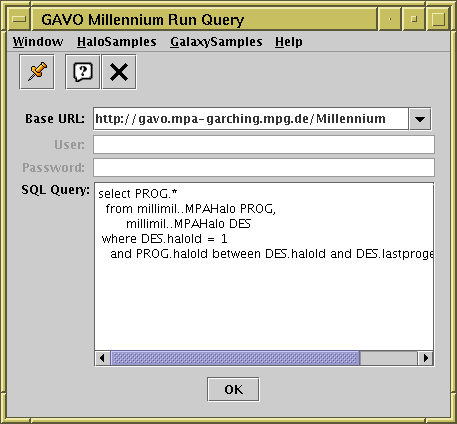 GAVO Millennium Run Query
Window HaloSamples GalaxySamples Help
Base URL: http://gavo.mpa-garching.mpg.de/Millennium
User:
Password:
SQL Query:
select PROG.*
from millimil..MPAHalo PROG,
millimil..MPAHalo DES
where DES.haloId = 1
and PROG.haloId between DES.haloId and DES.lastproge
OK